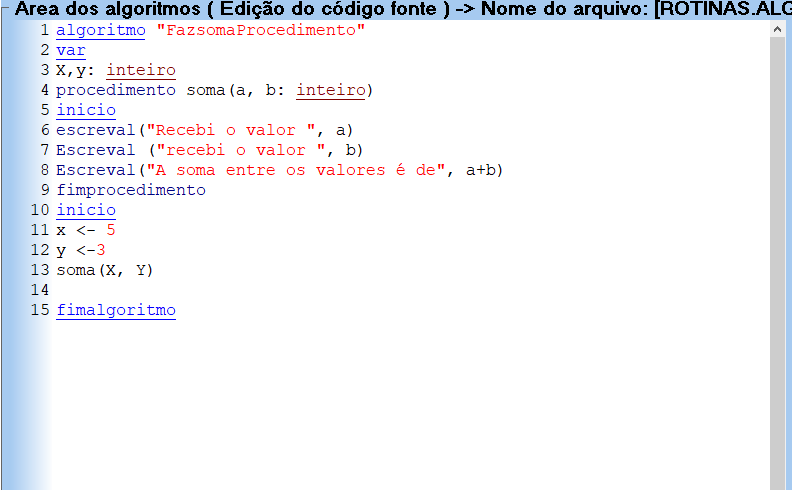 Área dos algoritmos ( Edição do código fonte ) -> Nome do arquivo: [ROTINAS.ALG
1 algoritmo "FazsomaProcedimento"
2 var
3 X,y: inteiro
4 procedimento soma(a, b: inteiro)
5 inicio
6 escreval("Recebi o valor ", a)
7 Escreval ("recebi o valor ", b)
8 Escreval("A soma entre os valores é de", a+b)
9 fimprocedimento
10 inicio
11 x <- 5
12 y <-3
13 soma(X, Y)
14
15 fimalgoritmo